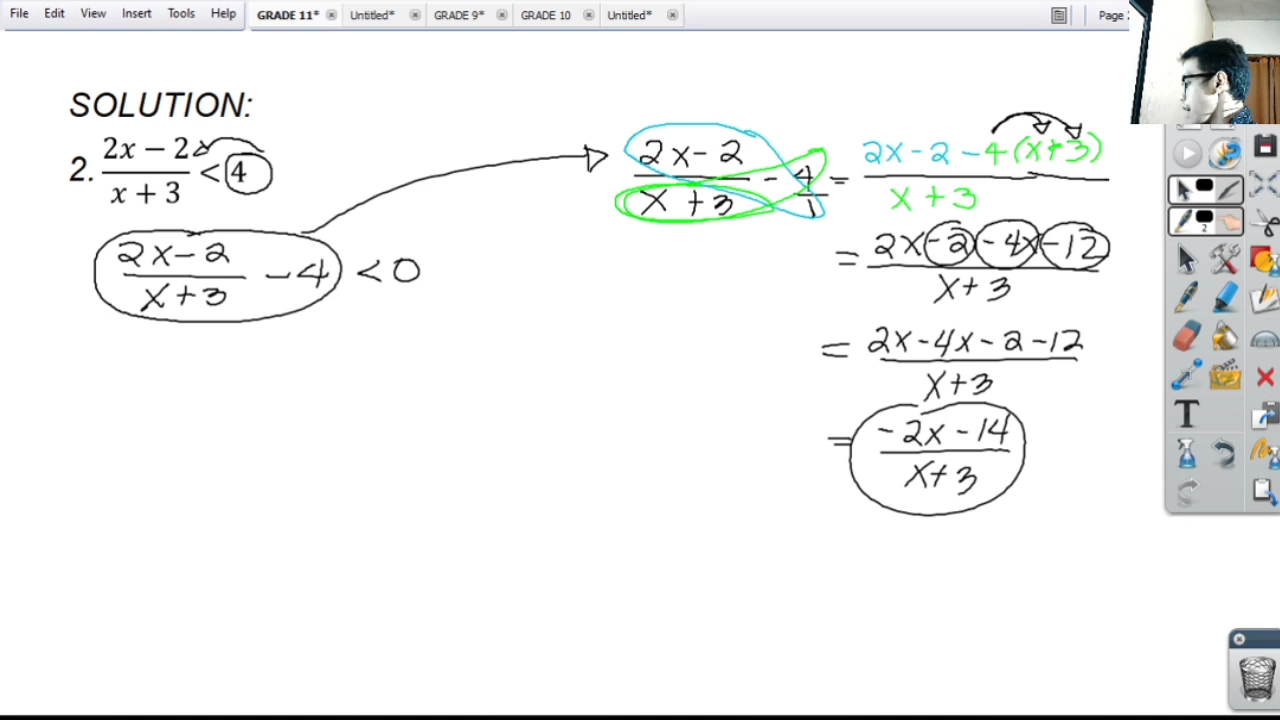 File Edit View Insert Tools Help
GRADE 11* Untitled* GRADE 9* GRADE 10 Untitled* Page
SOLUTION:
2. 2x − 2 / x + 3 < 4
2x−2 / x+3 −4 < 0
2x−2 / x+3 − 4/1 = 2x−2−4(x+3) / x+3
= 2x−2−4x−12 / x+3
= 2x−4x−2−12 / x+3
= −2x−14 / x+3
2
T